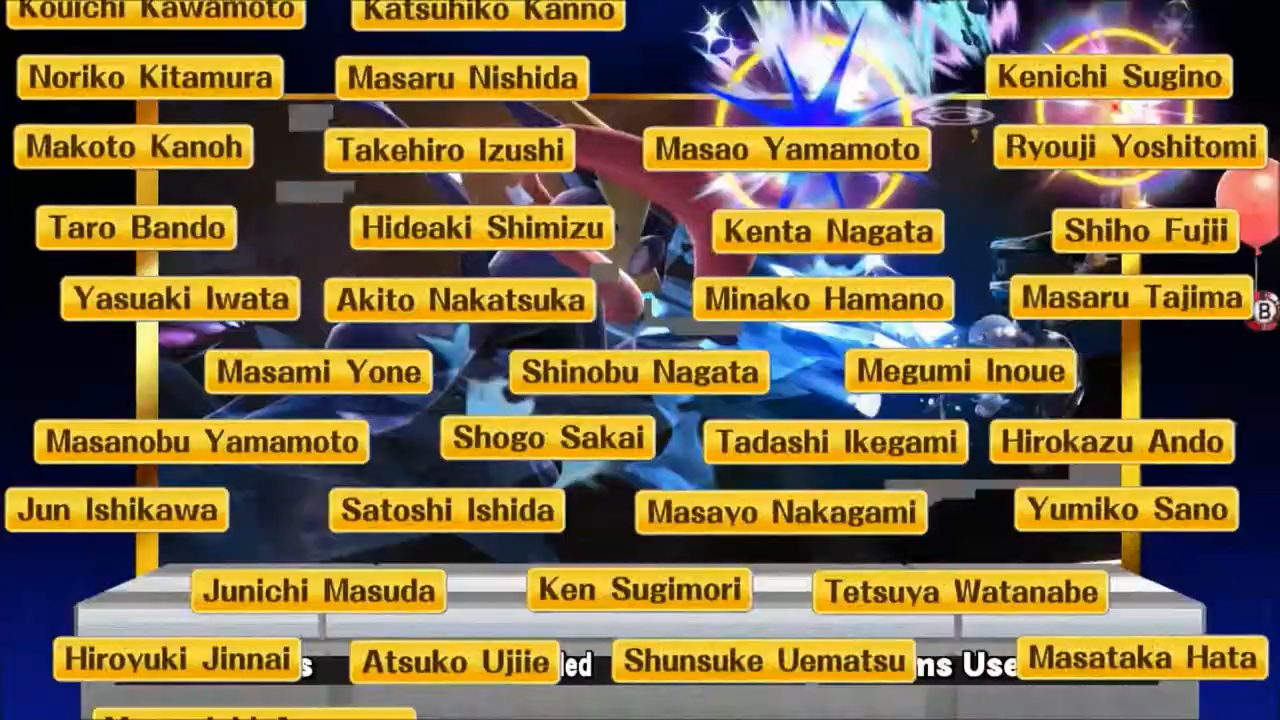 Kouichi Kawamoto Katsuhiko Kanno
Noriko Kitamura Masaru Nishida Kenichi Sugino
Makoto Kanoh Takehiro Izushi Masao Yamamoto Ryouji Yoshitomi
Taro Bando Hideaki Shimizu Kenta Nagata Shiho Fujii
Yasuaki Iwata Akito Nakatsuka Minako Hamano Masaru Tajima
B
Masami Yone Shinobu Nagata Megumi Inoue
Masanobu Yamamoto Shogo Sakai Tadashi Ikegami Hirokazu Ando
Jun Ishikawa Satoshi Ishida Masayo Nakagami Yumiko Sano
Junichi Masuda Ken Sugimori Tetsuya Watanabe
Hiroyuki Jinnai Atsuko Ujiie Shunsuke Uematsu Masataka Hata